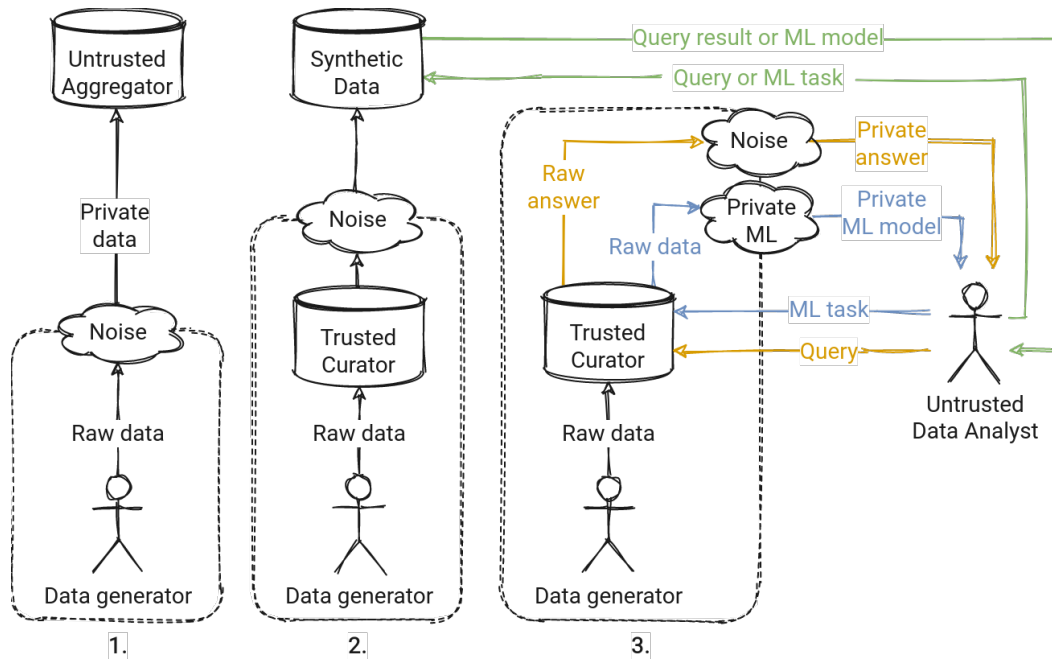 Untrusted
Aggregator
Private
data
Noise
Raw data
Data generator
1.
Synthetic
Data
Noise
Trusted
Curator
Raw data
Data generator
2.
Query result or ML model
Query or ML task
Noise
Private
answer
Raw
answer
Private
ML
Private
ML model
Raw data
Trusted
Curator
ML task
Query
Raw data
Data generator
3.
Untrusted
Data Analyst